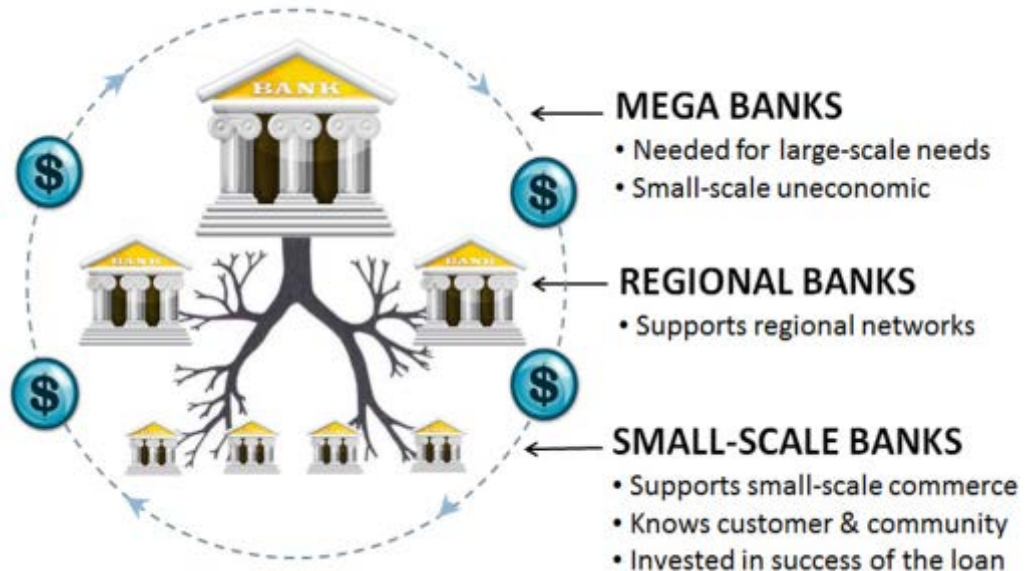 BANK
MEGA BANKS
• Needed for large-scale needs
• Small-scale uneconomic
$
$
BANK
BANK
REGIONAL BANKS
• Supports regional networks
$
$
SMALL-SCALE BANKS
• Supports small-scale commerce
• Knows customer & community
• Invested in success of the loan